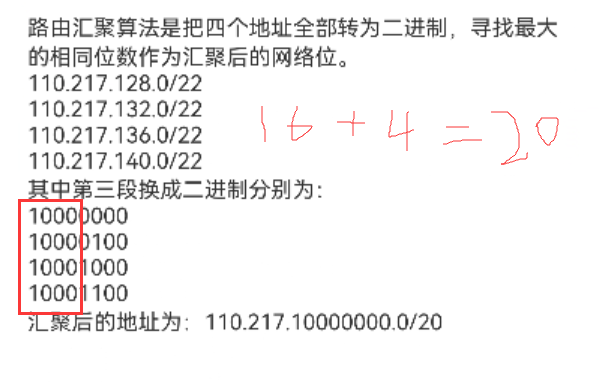 路由汇聚算法是把四个地址全部转为二进制，寻找最大
的相同位数作为汇聚后的网络位。
110.217.128.0/22
110.217.132.0/22
110.217.136.0/22
110.217.140.0/22
16+4=20
其中第三段换成二进制分别为：
10000000
10000100
10001000
10001100
汇聚后的地址为：110.217.10000000.0/20